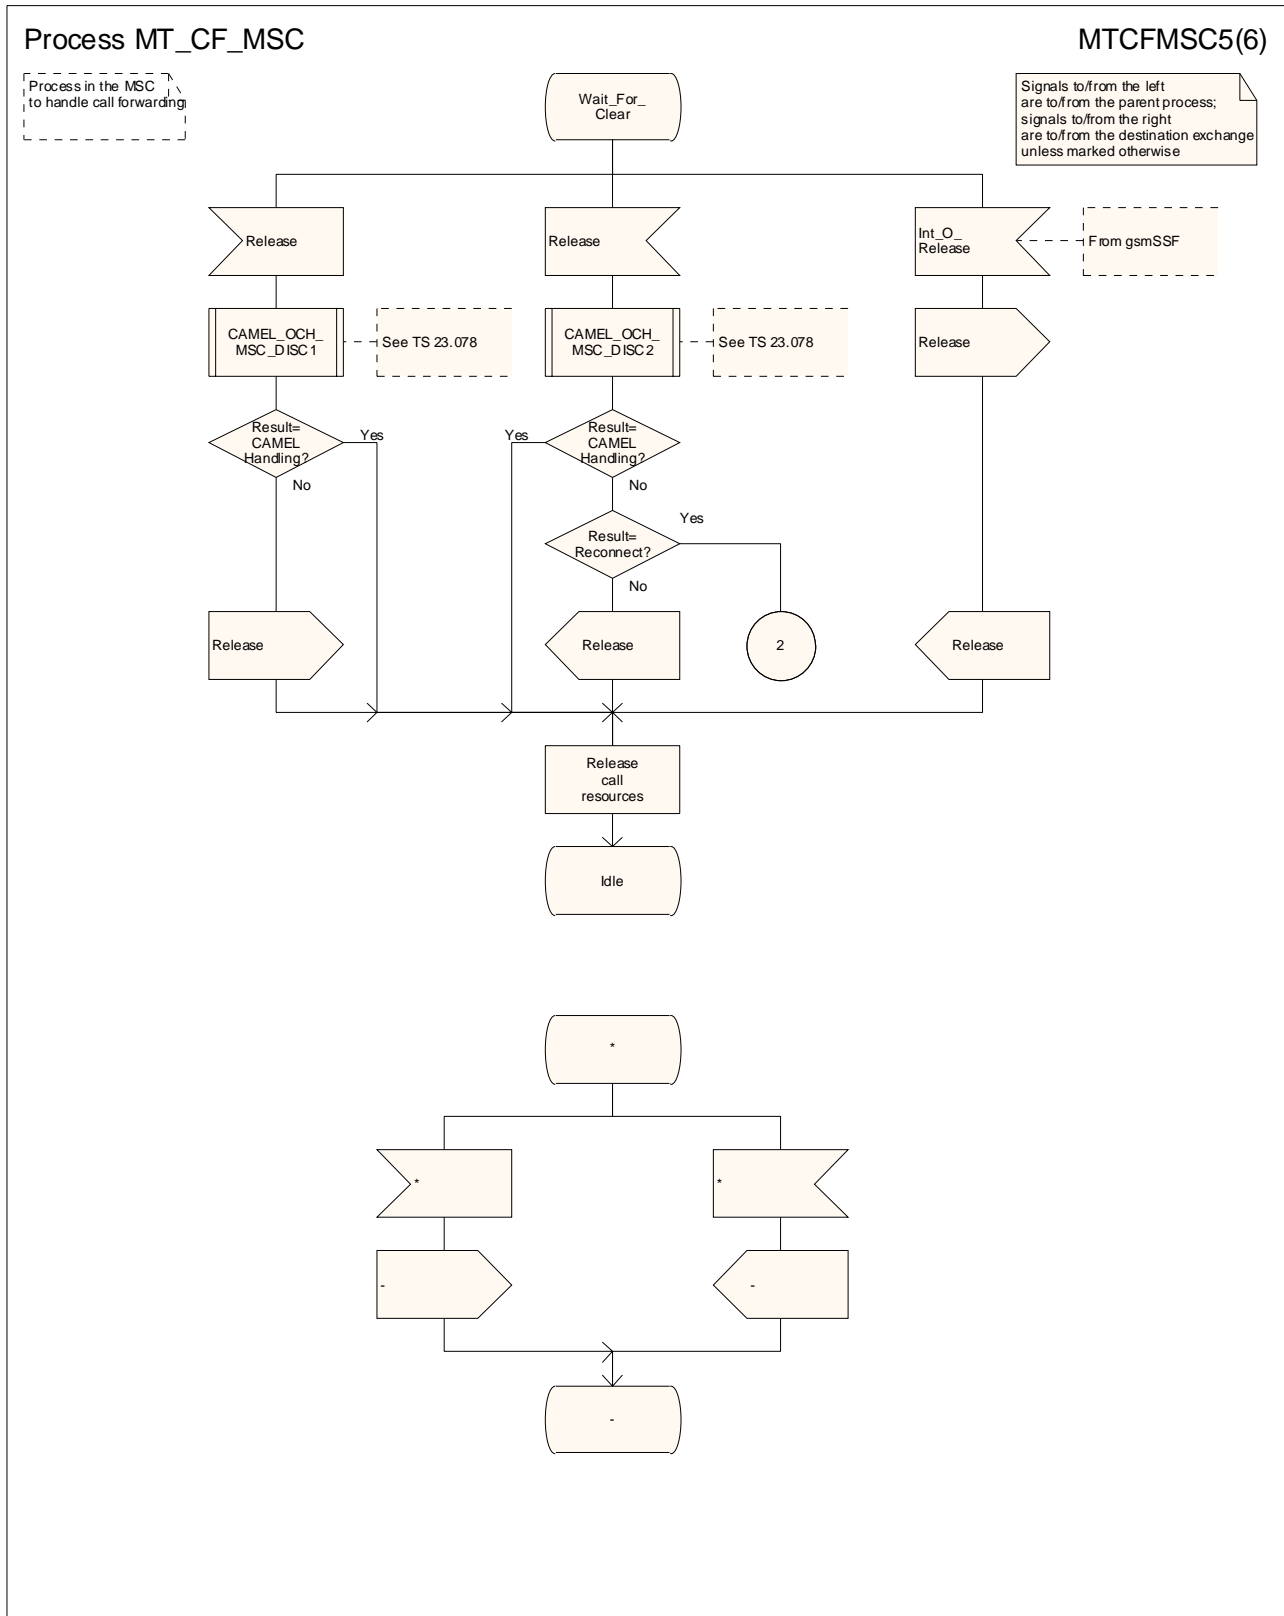 Process MT_CF_MSC
MTCFMSC5(6)
Process in the MSC
to handle call forwarding
Signals to/from the left
are to/from the parent process;
signals to/from the right
are to/from the destination exchange
unless marked otherwise
Wait_For_
Clear
Release
Release
Int_O_
Release
From gsmSSF
CAMEL_OCH_
MSC_DISC1
See TS 23.078
CAMEL_OCH_
MSC_DISC2
See TS 23.078
Release
Result=
CAMEL
Handling?
Yes
No
Yes
Result=
CAMEL
Handling?
No
Result=
Reconnect?
Yes
No
Release
Release
2
Release
Release
call
resources
Idle
*
*
*
-
-
-